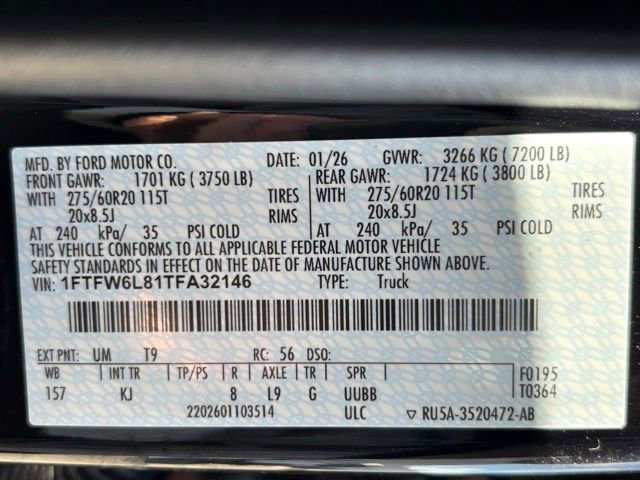 MFD. BY FORD MOTOR CO. DATE: 01/26 GVWR: 3266 KG ( 7200 LB)
FRONT GAWR: 1701 KG ( 3750 LB) REAR GAWR: 1724 KG ( 3800 LB)
WITH 275/60R20 115T TIRES 275/60R20 115T TIRES
20x8.5J RIMS 20x8.5J RIMS
AT 240 kPa/ 35 PSI COLD AT 240 kPa/ 35 PSI COLD
THIS VEHICLE CONFORMS TO ALL APPLICABLE FEDERAL MOTOR VEHICLE
SAFETY STANDARDS IN EFFECT ON THE DATE OF MANUFACTURE SHOWN ABOVE.
VIN: 1FTFW6L81TFA32146 TYPE: Truck
EXT PNT: UM T9 RC: 56 DSO:
WB INT TR TP/PS R AXLE TR SPR F0195
157 KJ 8 L9 G UUBB T0364
2202601103514 ULC ▽ RU5A-3520472-AB